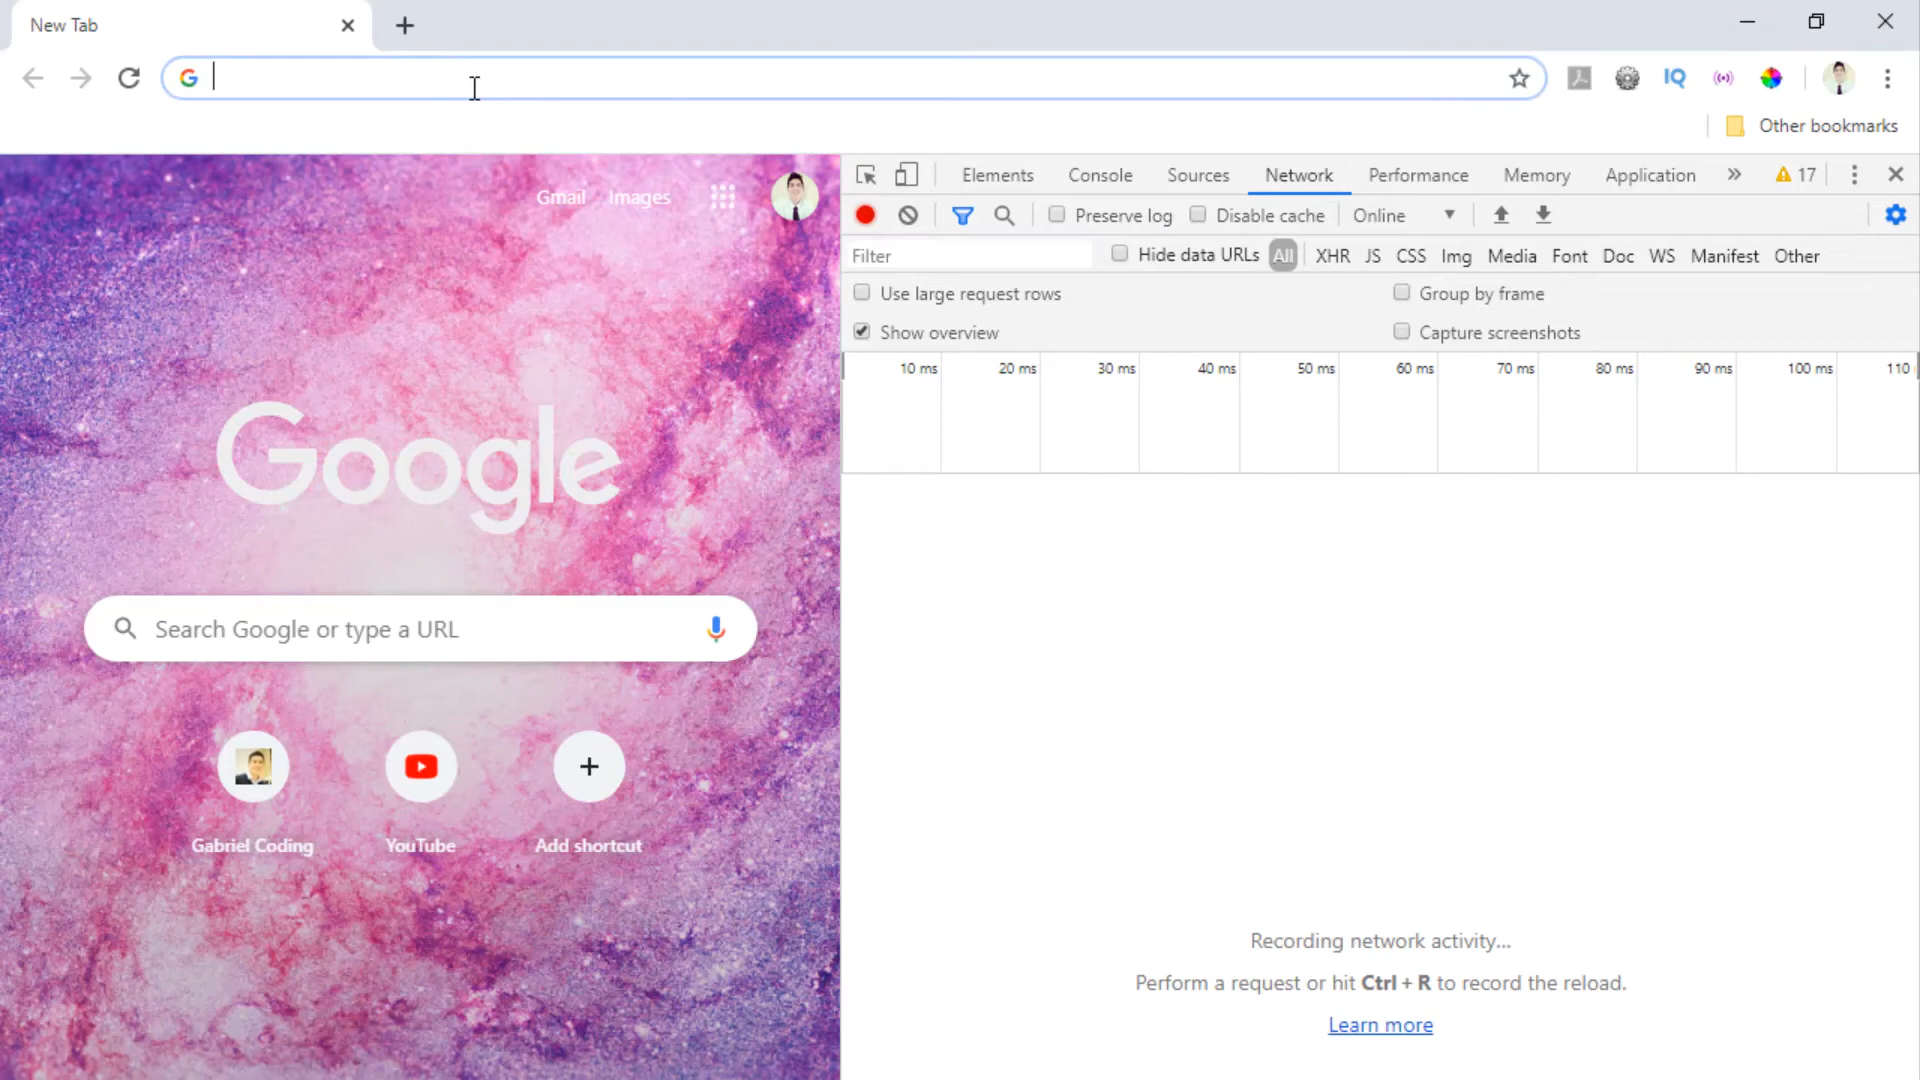 New Tab
Other bookmarks
Gmail Images
Google
Search Google or type a URL
Gabriel Coding YouTube Add shortcut
Elements Console Sources Network Performance Memory Application » 17
Preserve log Disable cache Online
Filter Hide data URLs All XHR JS CSS Img Media Font Doc WS Manifest Other
Use large request rows Group by frame
Show overview Capture screenshots
10 ms 20 ms 30 ms 40 ms 50 ms 60 ms 70 ms 80 ms 90 ms 100 ms 110
Recording network activity...
Perform a request or hit Ctrl + R to record the reload.
Learn more